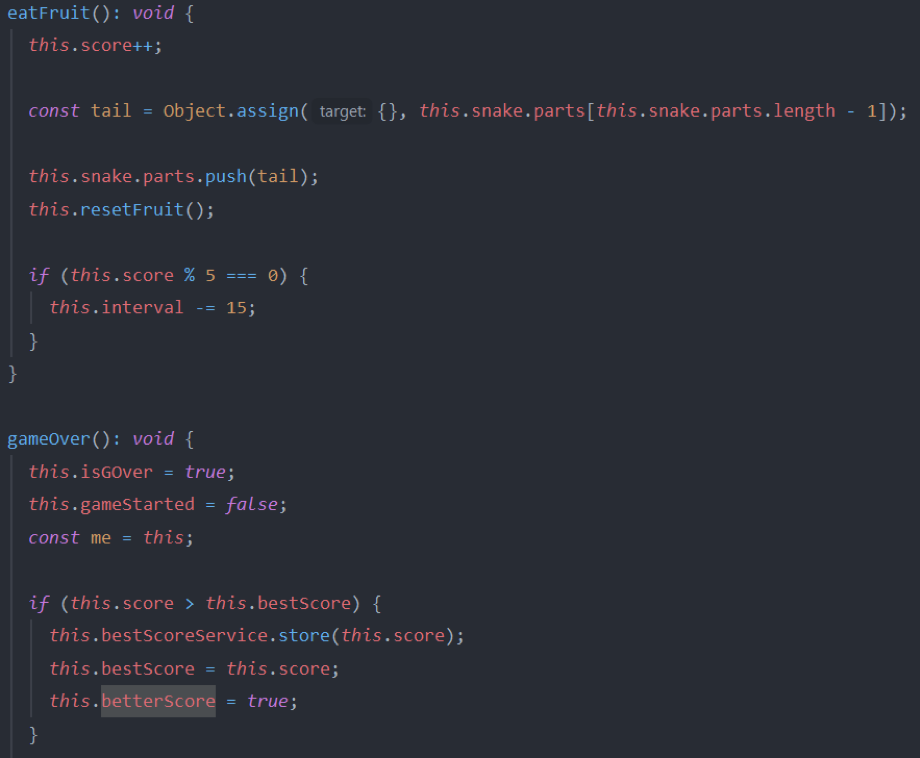 eatFruit(): void {
this.score++;
const tail = Object.assign( target: {}, this.snake.parts[this.snake.parts.length - 1]);
this.snake.parts.push(tail);
this.resetFruit();
if (this.score % 5 === 0) {
this.interval -= 15;
}
}
gameOver(): void {
this.isGOver = true;
this.gameStarted = false;
const me = this;
if (this.score > this.bestScore) {
this.bestScoreService.store(this.score);
this.bestScore = this.score;
this.betterScore = true;
}